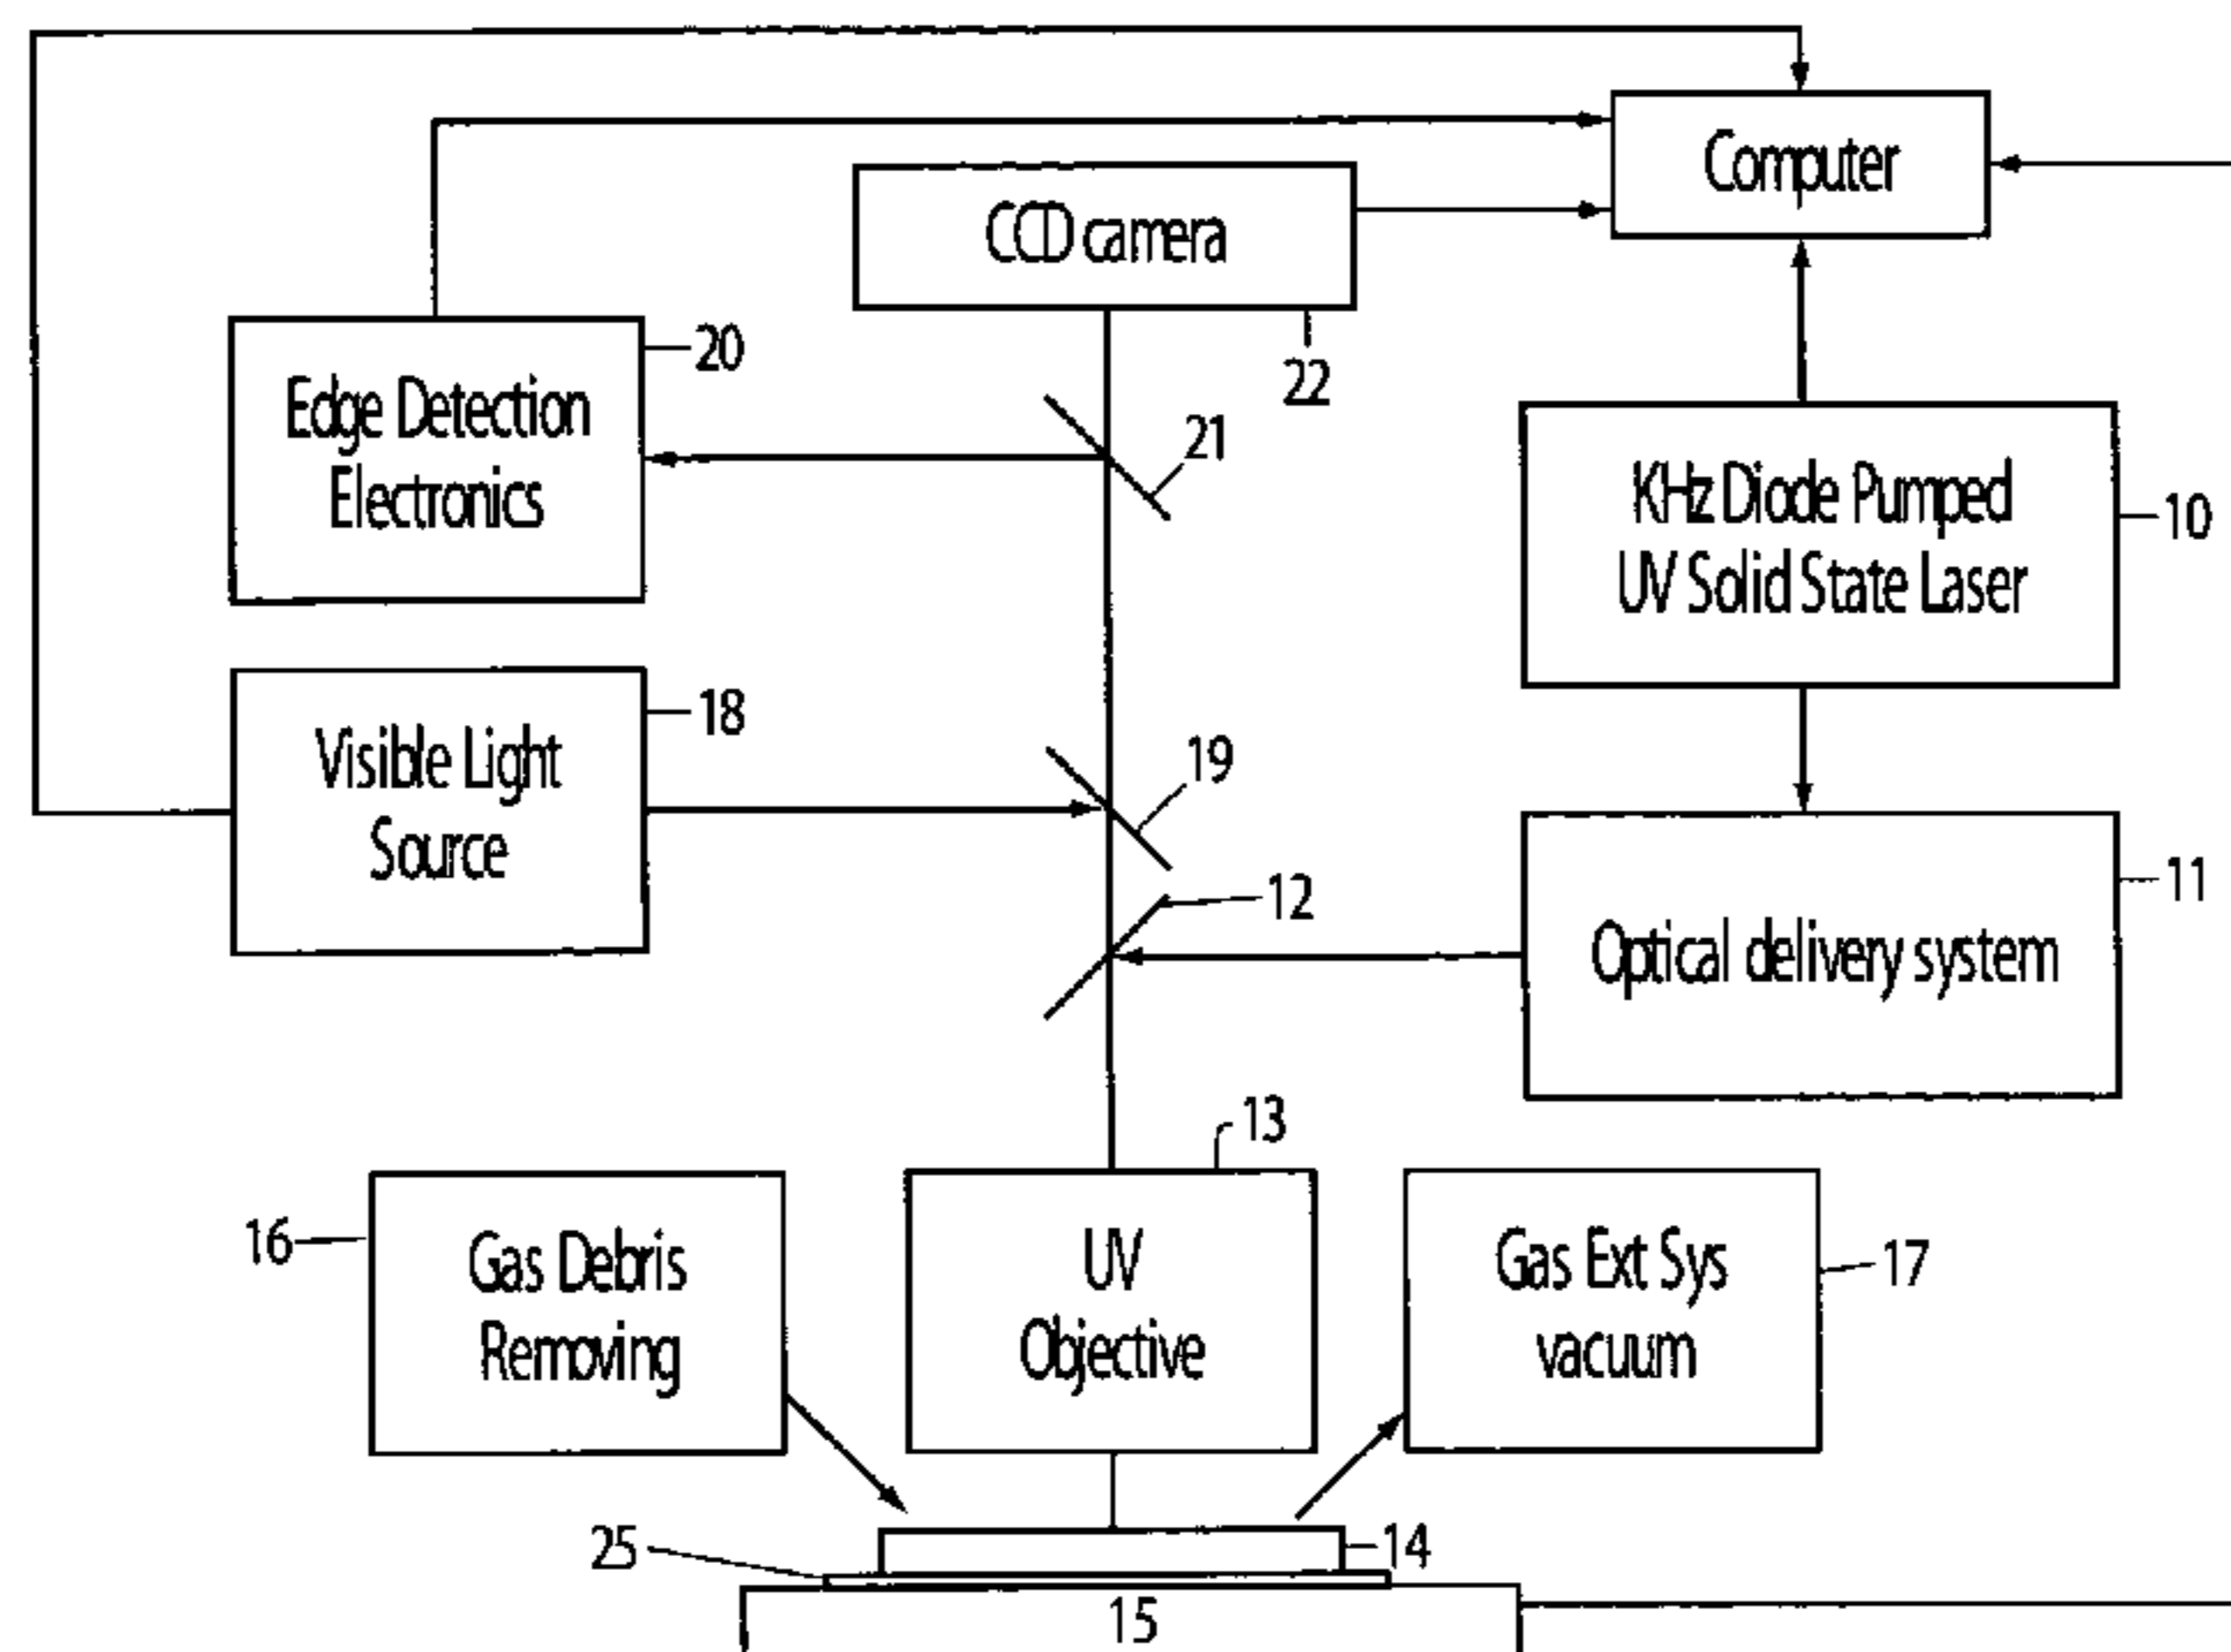 Computer
CCD camera
22
20
Edge Detection
Electronics
21
KHz Diode Pumped
UV Solid State Laser
10
18
Visible Light
Source
19
12
11
Optical delivery system
13
16
Gas Debris
Removing
UV
Objective
Gas Ext Sys
vacuum
17
25
14
15